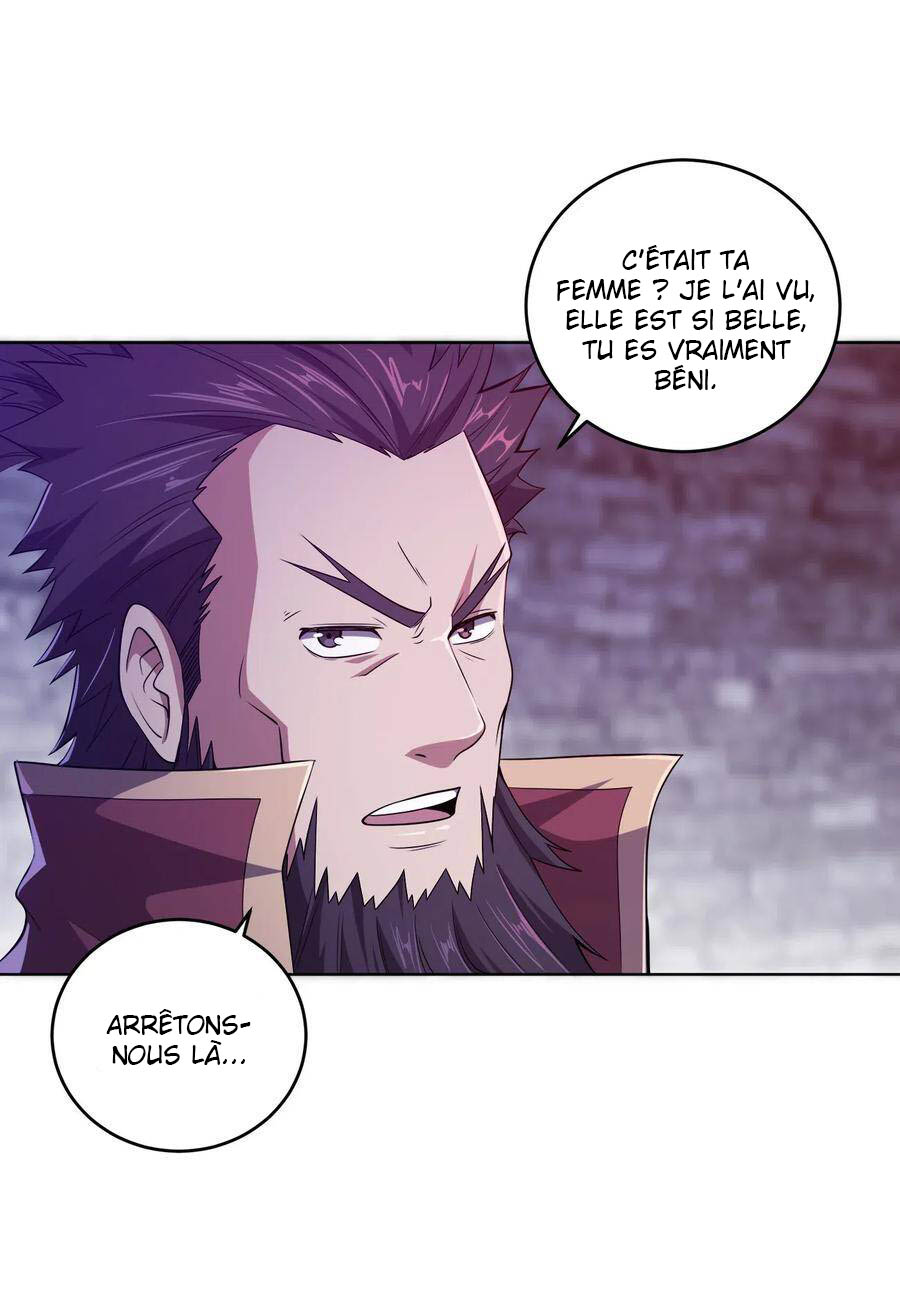 C'ÉTAIT TA
FEMME ? JE L'AI VU,
ELLE EST SI BELLE,
TU ES VRAIMENT
BÉNI.
ARRÊTONS-
NOUS LÀ...